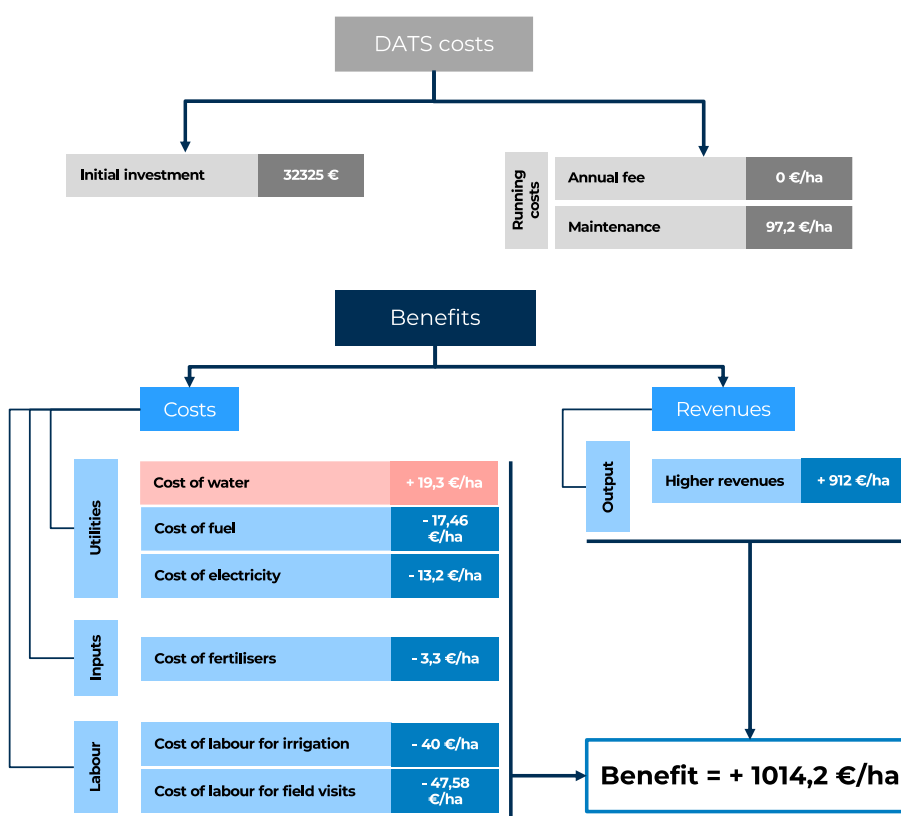 DATS costs
Initial investment
32325 €
Running
costs
Annual fee
0 €/ha
Maintenance
97,2 €/ha
Benefits
Costs
Revenues
Utilities
Cost of water
+ 19,3 €/ha
Cost of fuel
- 17,46
€/ha
Cost of electricity
- 13,2 €/ha
Output
Higher revenues
+ 912 €/ha
Inputs
Cost of fertilisers
- 3,3 €/ha
Labour
Cost of labour for irrigation
- 40 €/ha
Cost of labour for field visits
- 47,58
€/ha
Benefit = + 1014,2 €/ha